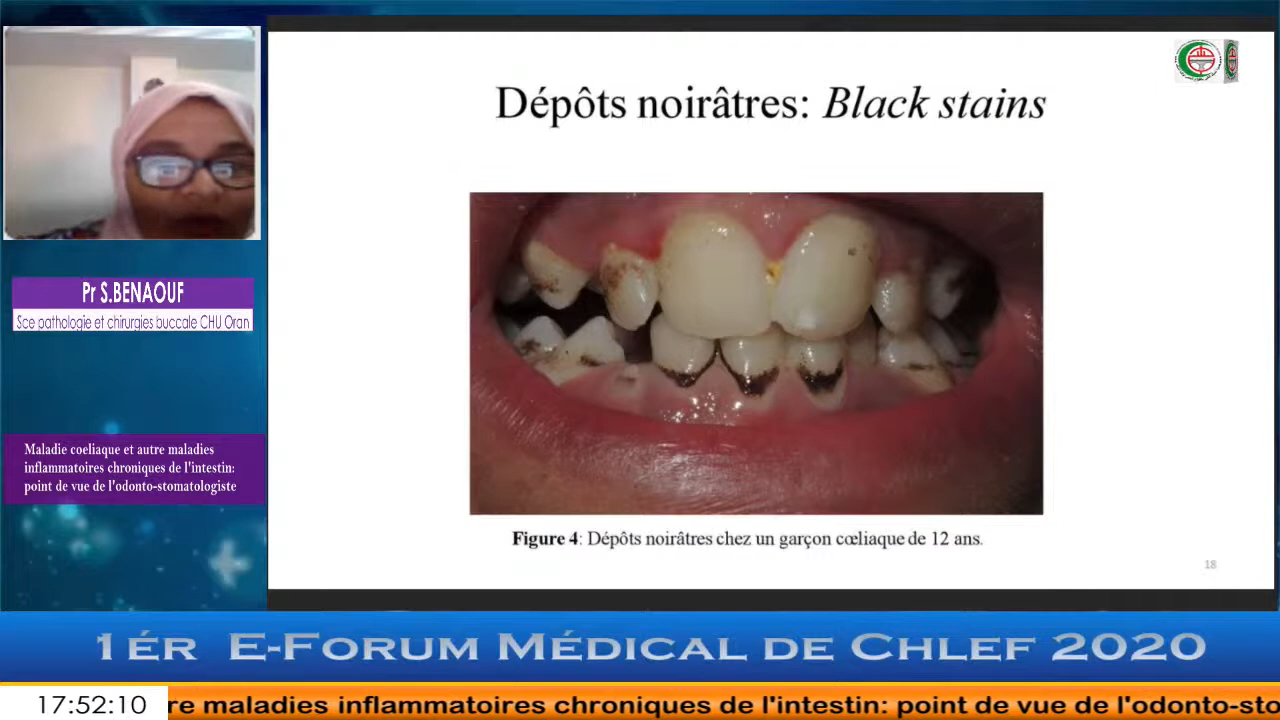 Dépôts noirâtres: Black stains
Pr S.BENAOUF
Sce pathologie et chirurgies buccale CHU Oran
Maladie coeliaque et autre maladies
inflammatoires chroniques de l'intestin:
point de vue de l'odonto-stomatologiste
Figure 4: Dépôts noirâtres chez un garçon cœliaque de 12 ans.
18
1ér E-Forum Médical de Chlef 2020
17:52:10
re maladies inflammatoires chroniques de l'intestin: point de vue de l'odonto-sto